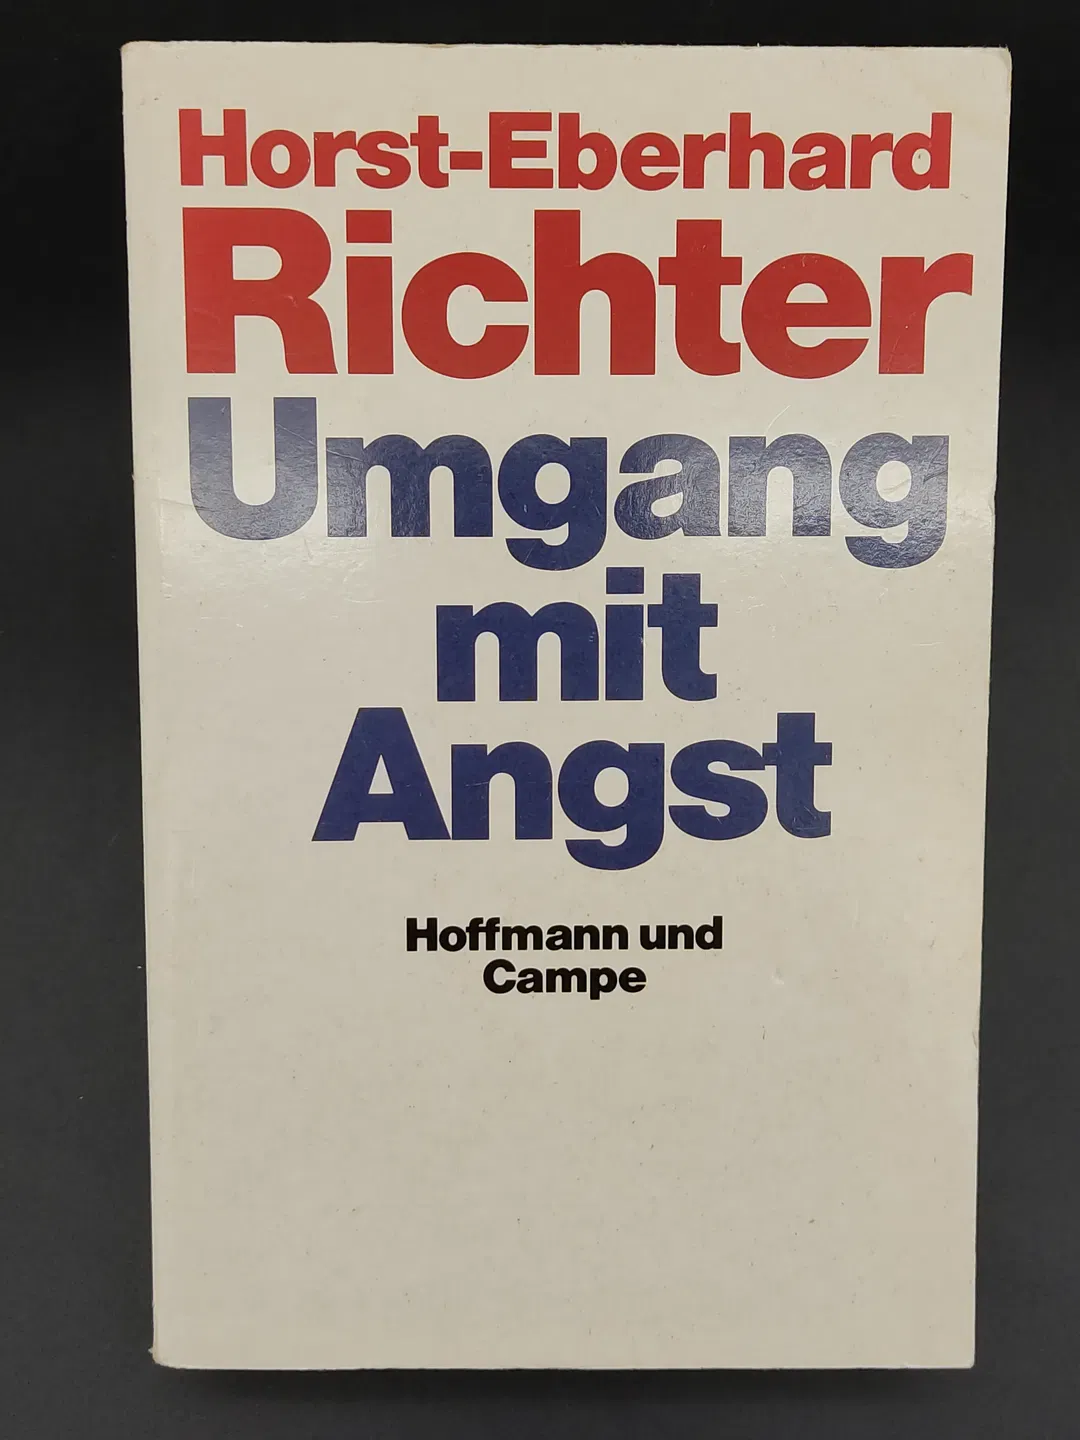 Horst-Eberhard
Richter
Umgang
mit
Angst
Hoffmann und
Campe